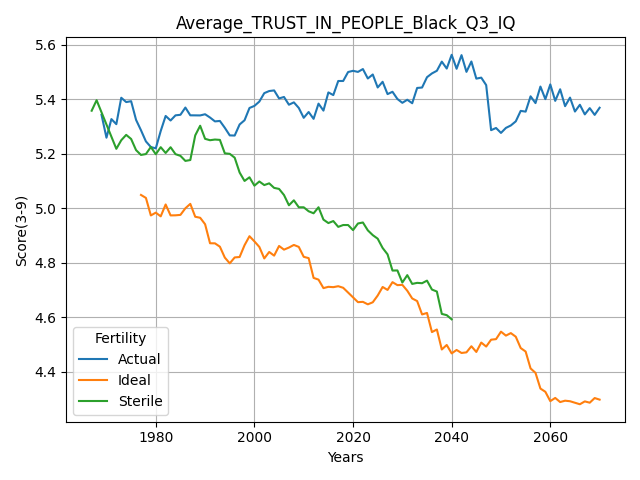 Average_TRUST_IN_PEOPLE_Black_Q3_IQ
Score(3-9)
5.6
5.4
5.2
5.0
4.8
4.6
4.4
Fertility
Actual
Ideal
Sterile
1980
2000
2020
2040
2060
Years